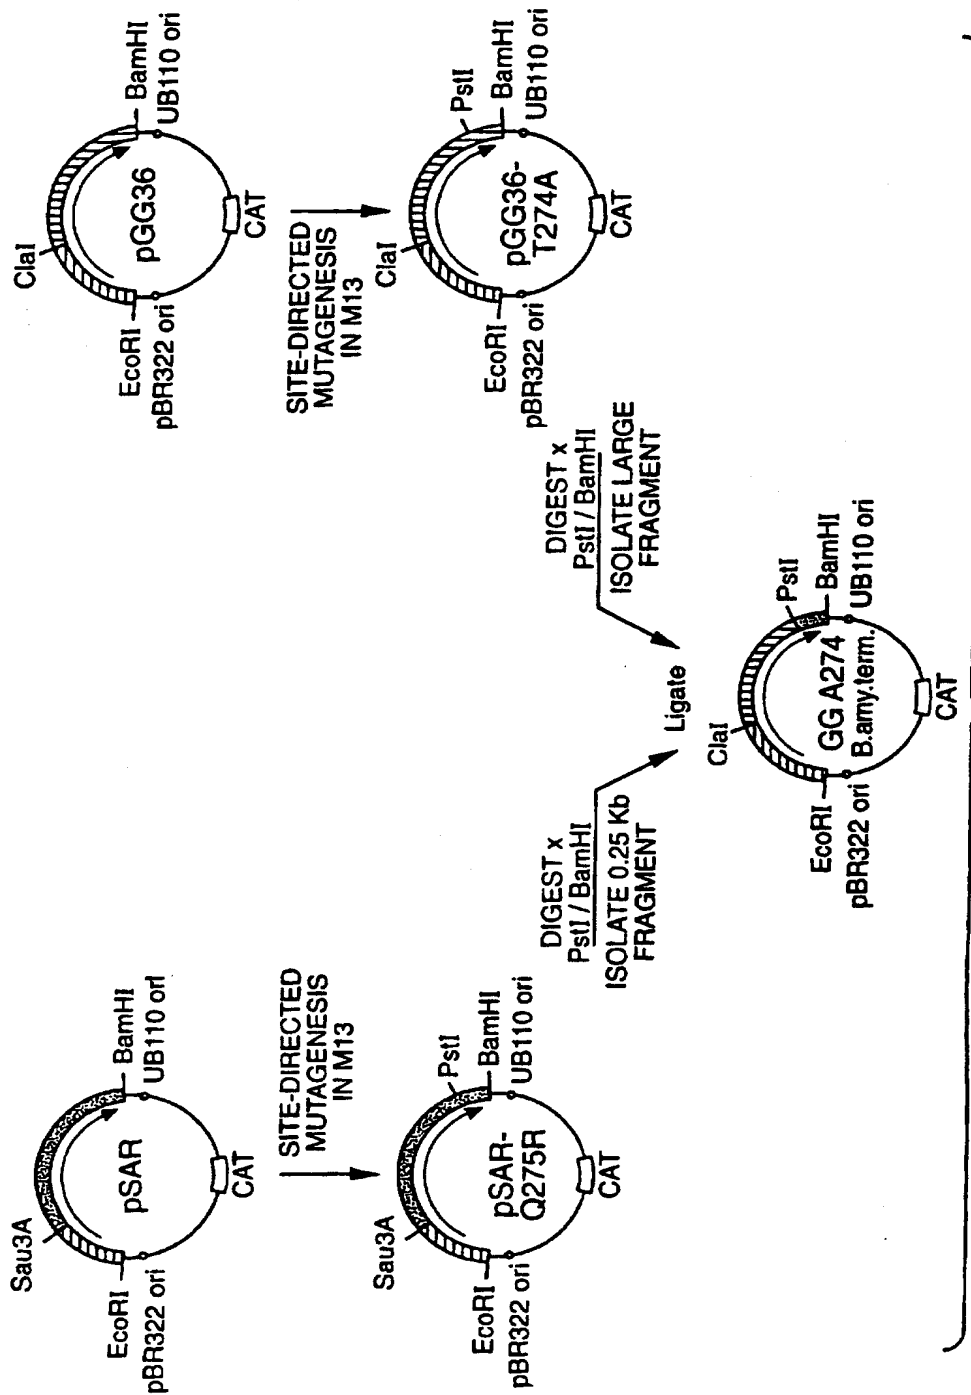 Sau3A
BamHI
UB110 ori
EcoRI
pBR322 ori
pSAR
CAT
SITE-DIRECTED
MUTAGENESIS
IN M13
Sau3A
PstI
BamHI
UB110 ori
EcoRI
pBR322 ori
pSAR-
Q275R
CAT
ClaI
BamHI
UB110 ori
EcoRI
pBR322 ori
pGG36
CAT
SITE-DIRECTED
MUTAGENESIS
IN M13
ClaI
PstI
BamHI
UB110 ori
EcoRI
pBR322 ori
pGG36-
T274A
CAT
DIGEST x
PstI / BamHI
ISOLATE 0.25 Kb
FRAGMENT
DIGEST x
PstI / BamHI
ISOLATE LARGE
FRAGMENT
Ligate
ClaI
PstI
BamHI
UB110 ori
EcoRI
pBR322 ori
GG A274
B.amy.term.
CAT